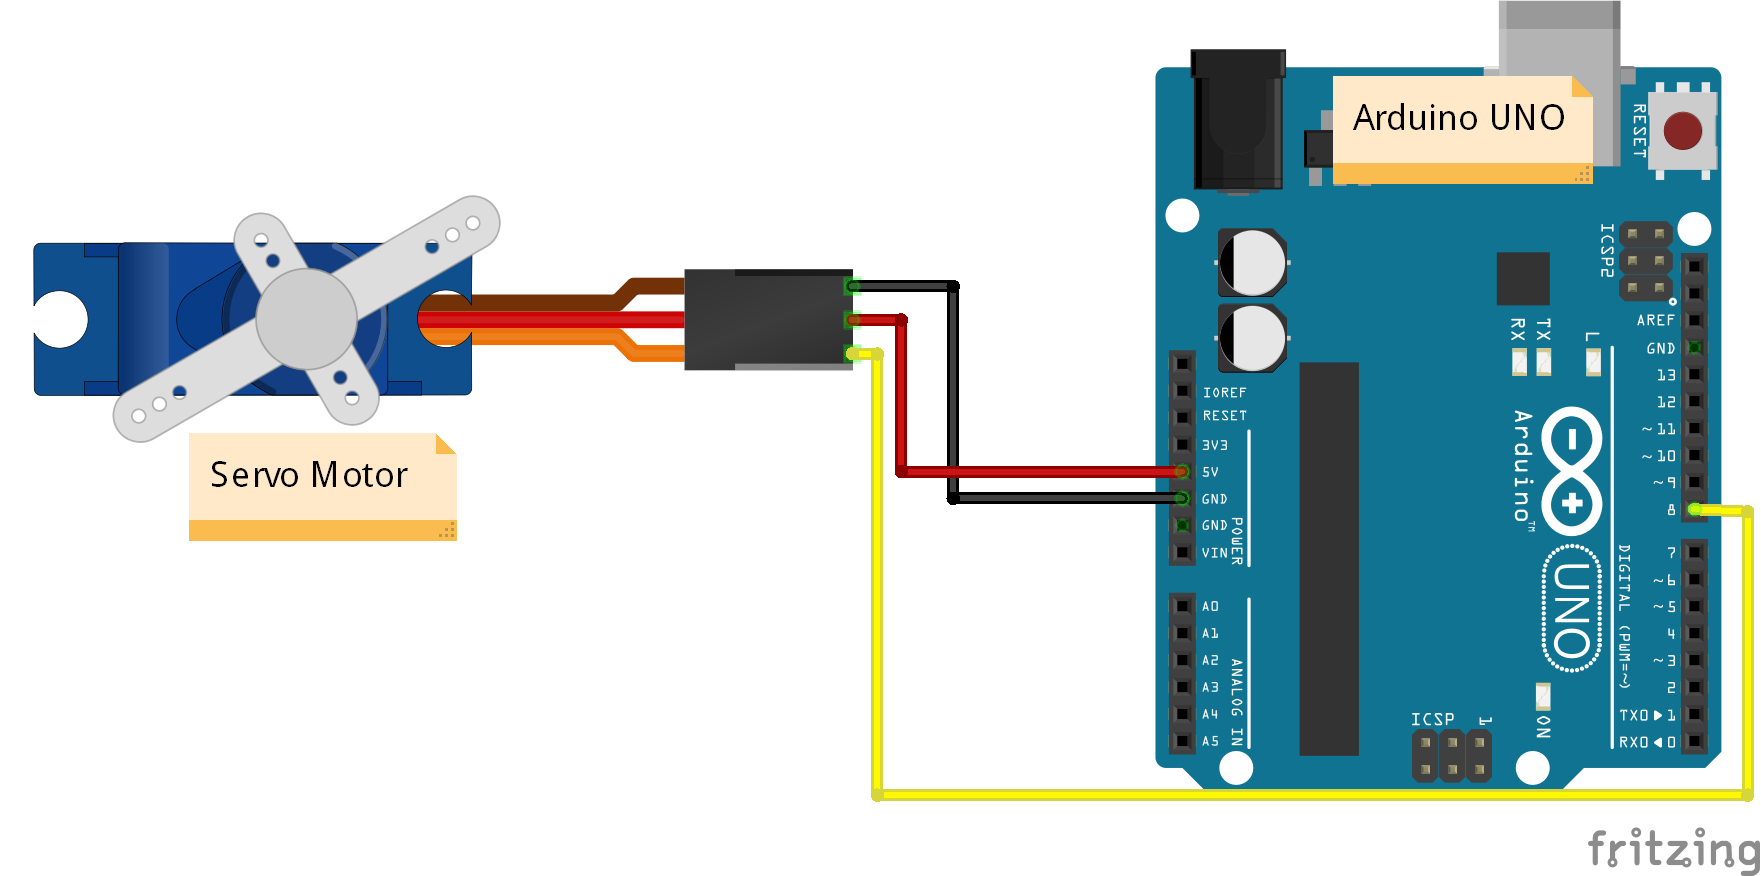 Servo Motor
Arduino UNO
RESET
ICSP2
IOREF
RESET
3V3
5V
GND
GND
VIN
POWER
A0
A1
A2
A3
A4
A5
ANALOG IN
AREF
GND
13
12
~11
~10
~9
8
7
~6
~5
4
~3
2
TX0▶1
RX0◀0
DIGITAL (PWM=~)
RX
TX
L
Arduino™
UNO
ON
ICSP
1
fritzing